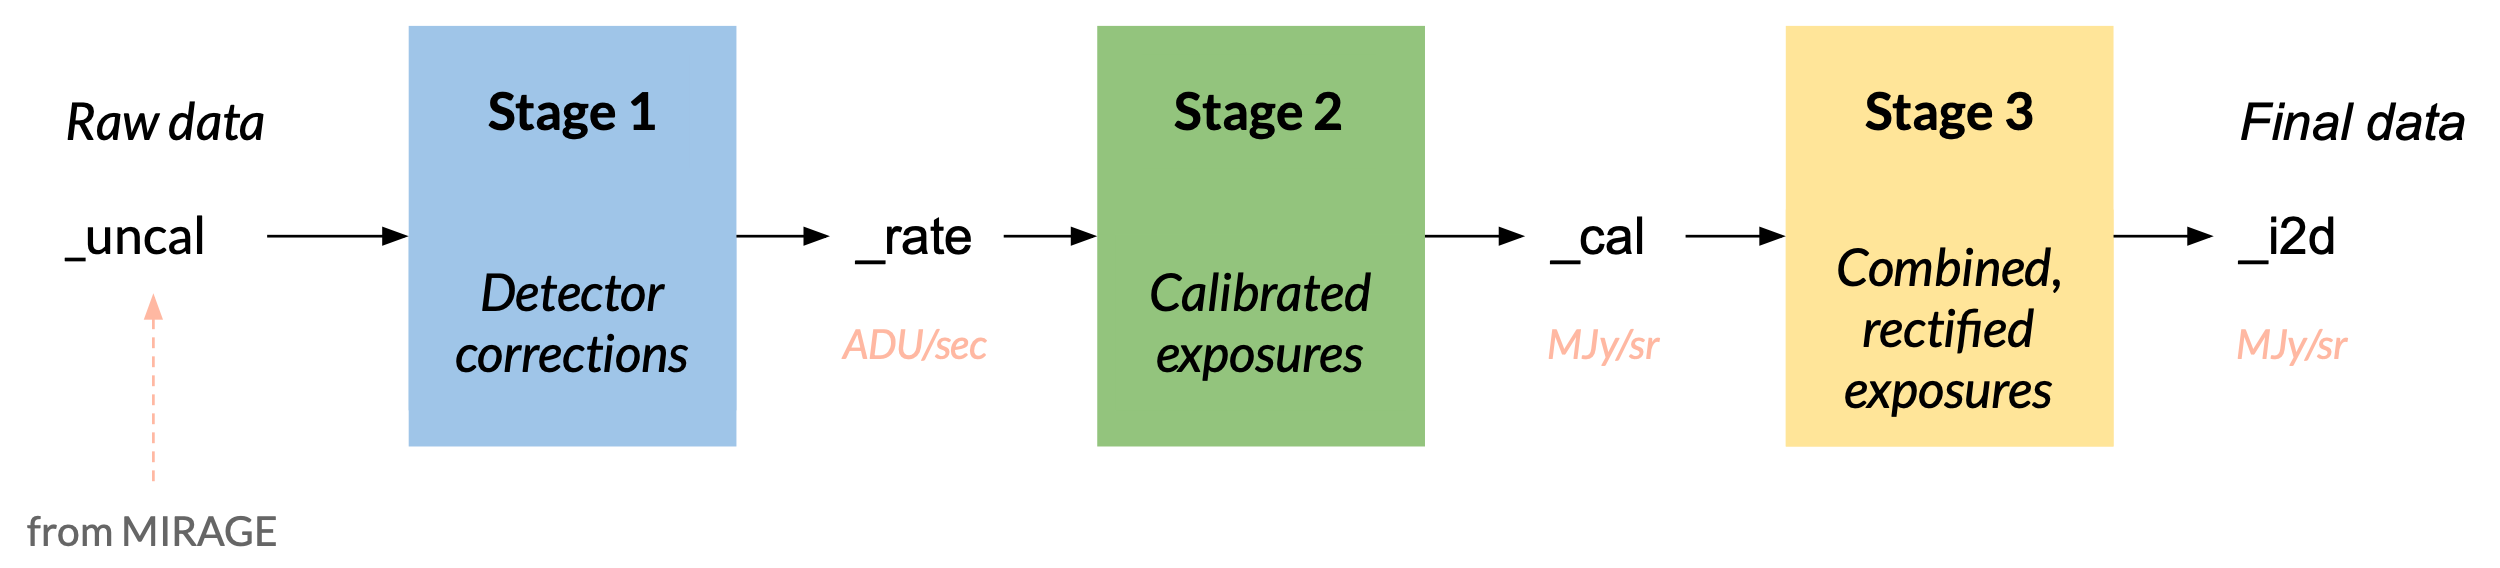 Raw data
_uncal
from MIRAGE
Stage 1
Detector
corrections
_rate
ADU/sec
Stage 2
Calibrated
exposures
_cal
MJy/sr
Stage 3
Combined,
rectified
exposures
Final data
_i2d
MJy/sr